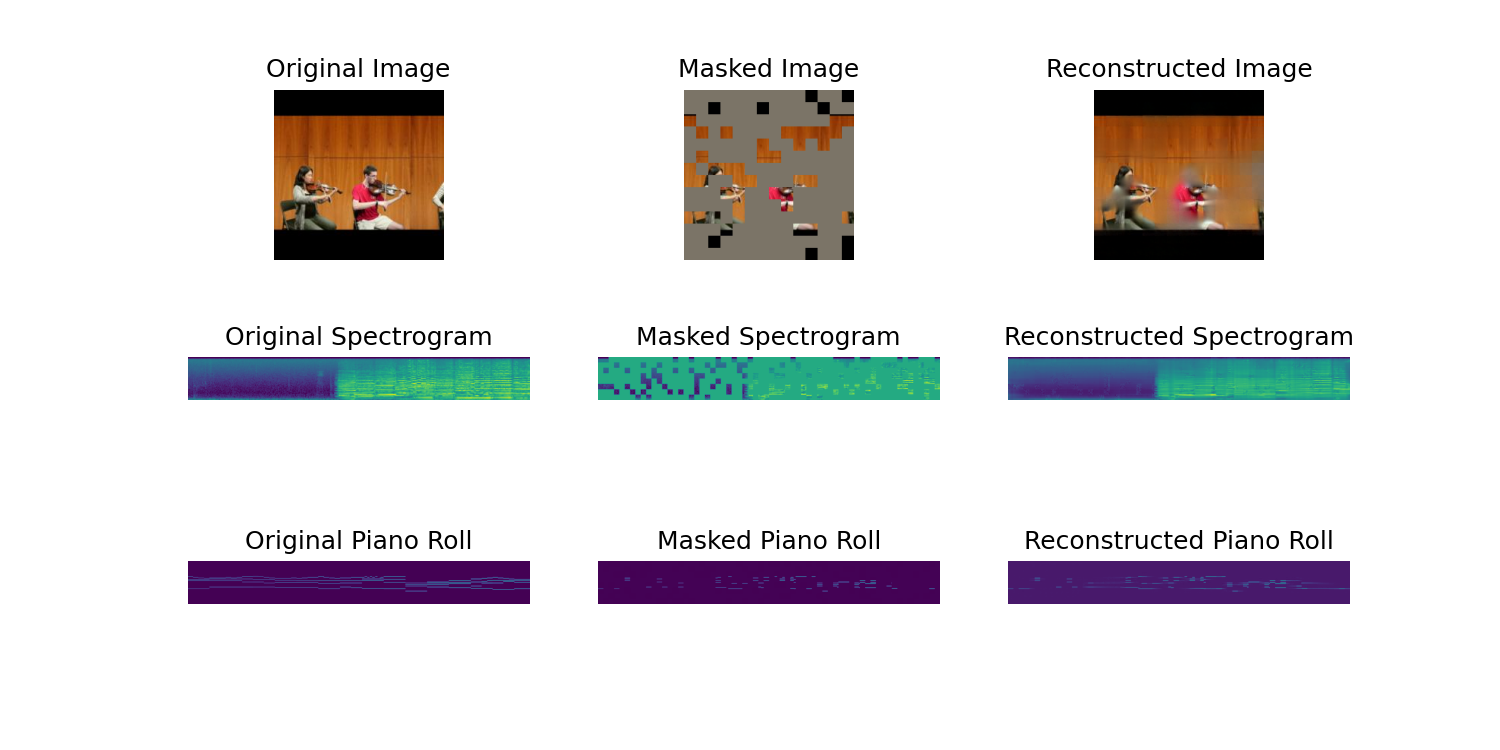 Original Image
Masked Image
Reconstructed Image
Original Spectrogram
Masked Spectrogram
Reconstructed Spectrogram
Original Piano Roll
Masked Piano Roll
Reconstructed Piano Roll